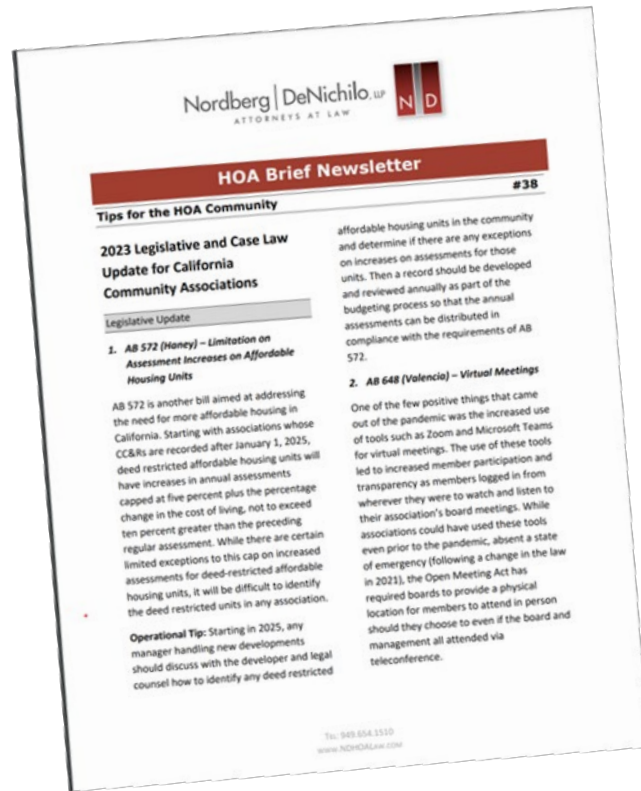 Nordberg|DeNichilo, LLP
ATTORNEYS AT LAW
N D
HOA Brief Newsletter
Tips for the HOA Community
#38
2023 Legislative and Case Law
Update for California
Community Associations
Legislative Update
1. AB 572 (Haney) – Limitation on
Assessment Increases on Affordable
Housing Units
AB 572 is another bill aimed at addressing
the need for more affordable housing in
California. Starting with associations whose
CC&Rs are recorded after January 1, 2025,
deed restricted affordable housing units will
have increases in annual assessments
capped at five percent plus the percentage
change in the cost of living, not to exceed
ten percent greater than the preceding
regular assessment. While there are certain
limited exceptions to this cap on increased
assessments for deed-restricted affordable
housing units, it will be difficult to identify
the deed restricted units in any association.
Operational Tip: Starting in 2025, any
manager handling new developments
should discuss with the developer and legal
counsel how to identify any deed restricted
affordable housing units in the community
and determine if there are any exceptions
on increases on assessments for those
units. Then a record should be developed
and reviewed annually as part of the
budgeting process so that the annual
assessments can be distributed in
compliance with the requirements of AB
572.
2. AB 648 (Valencia) – Virtual Meetings
One of the few positive things that came
out of the pandemic was the increased use
of tools such as Zoom and Microsoft Teams
for virtual meetings. The use of these tools
led to increased member participation and
transparency as members logged in from
wherever they were to watch and listen to
their association's board meetings. While
associations could have used these tools
even prior to the pandemic, absent a state
of emergency (following a change in the law
in 2021), the Open Meeting Act has
required boards to provide a physical
location for members to attend in person
should they choose to even if the board and
management all attended via
teleconference.
TEL: 949.654.1510
WWW.NDHOALAW.COM